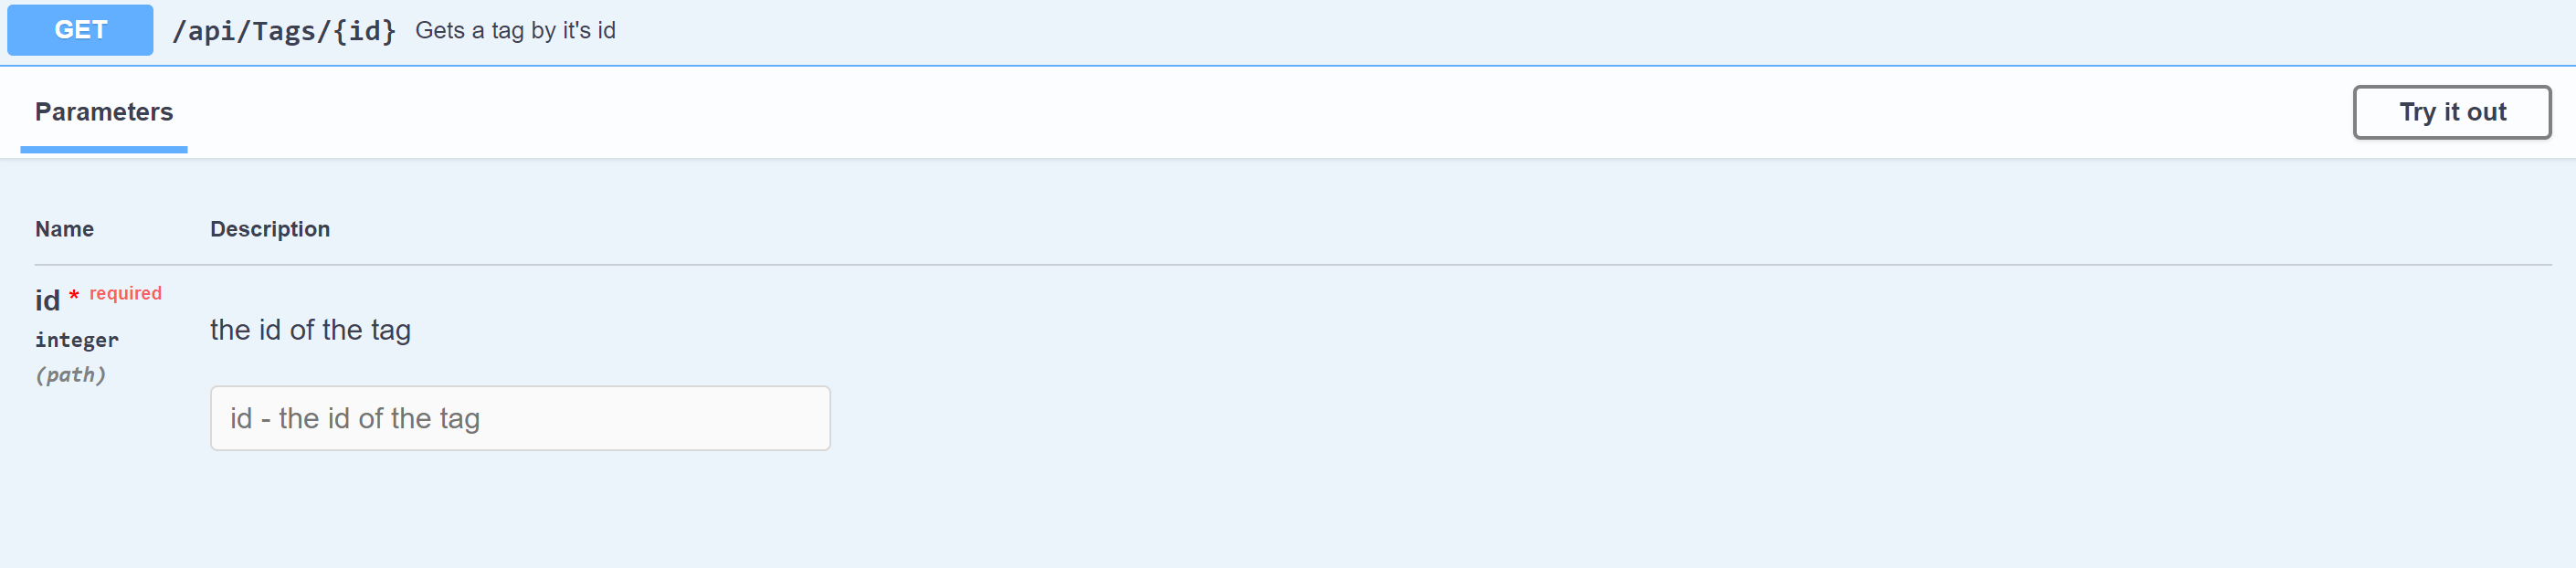 GET /api/Tags/{id} Gets a tag by it's id
Parameters Try it out
Name Description
id * required
integer
(path)
the id of the tag
id - the id of the tag